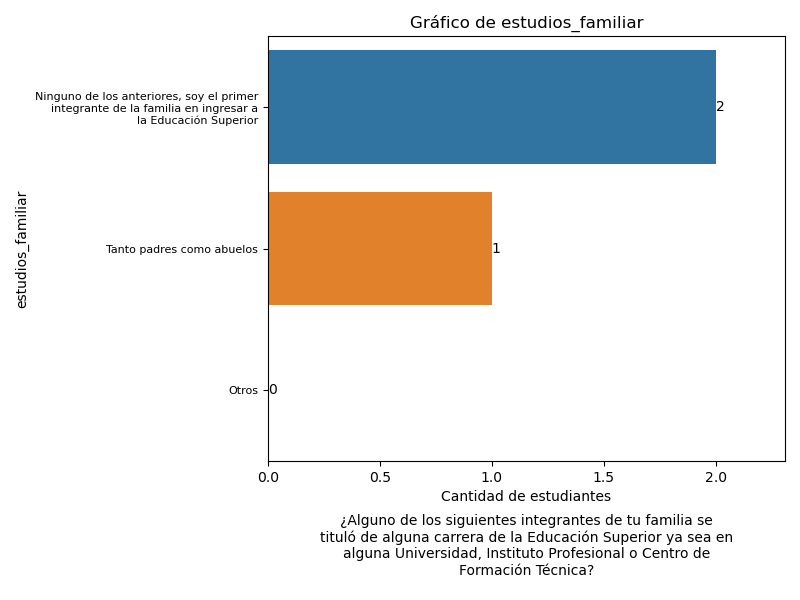 Gráfico de estudios_familiar
Ninguno de los anteriores, soy el primer
integrante de la familia en ingresar a
la Educación Superior
2
estudios_familiar
Tanto padres como abuelos
1
Otros
0
0.0 0.5 1.0 1.5 2.0
Cantidad de estudiantes
¿Alguno de los siguientes integrantes de tu familia se
tituló de alguna carrera de la Educación Superior ya sea en
alguna Universidad, Instituto Profesional o Centro de
Formación Técnica?